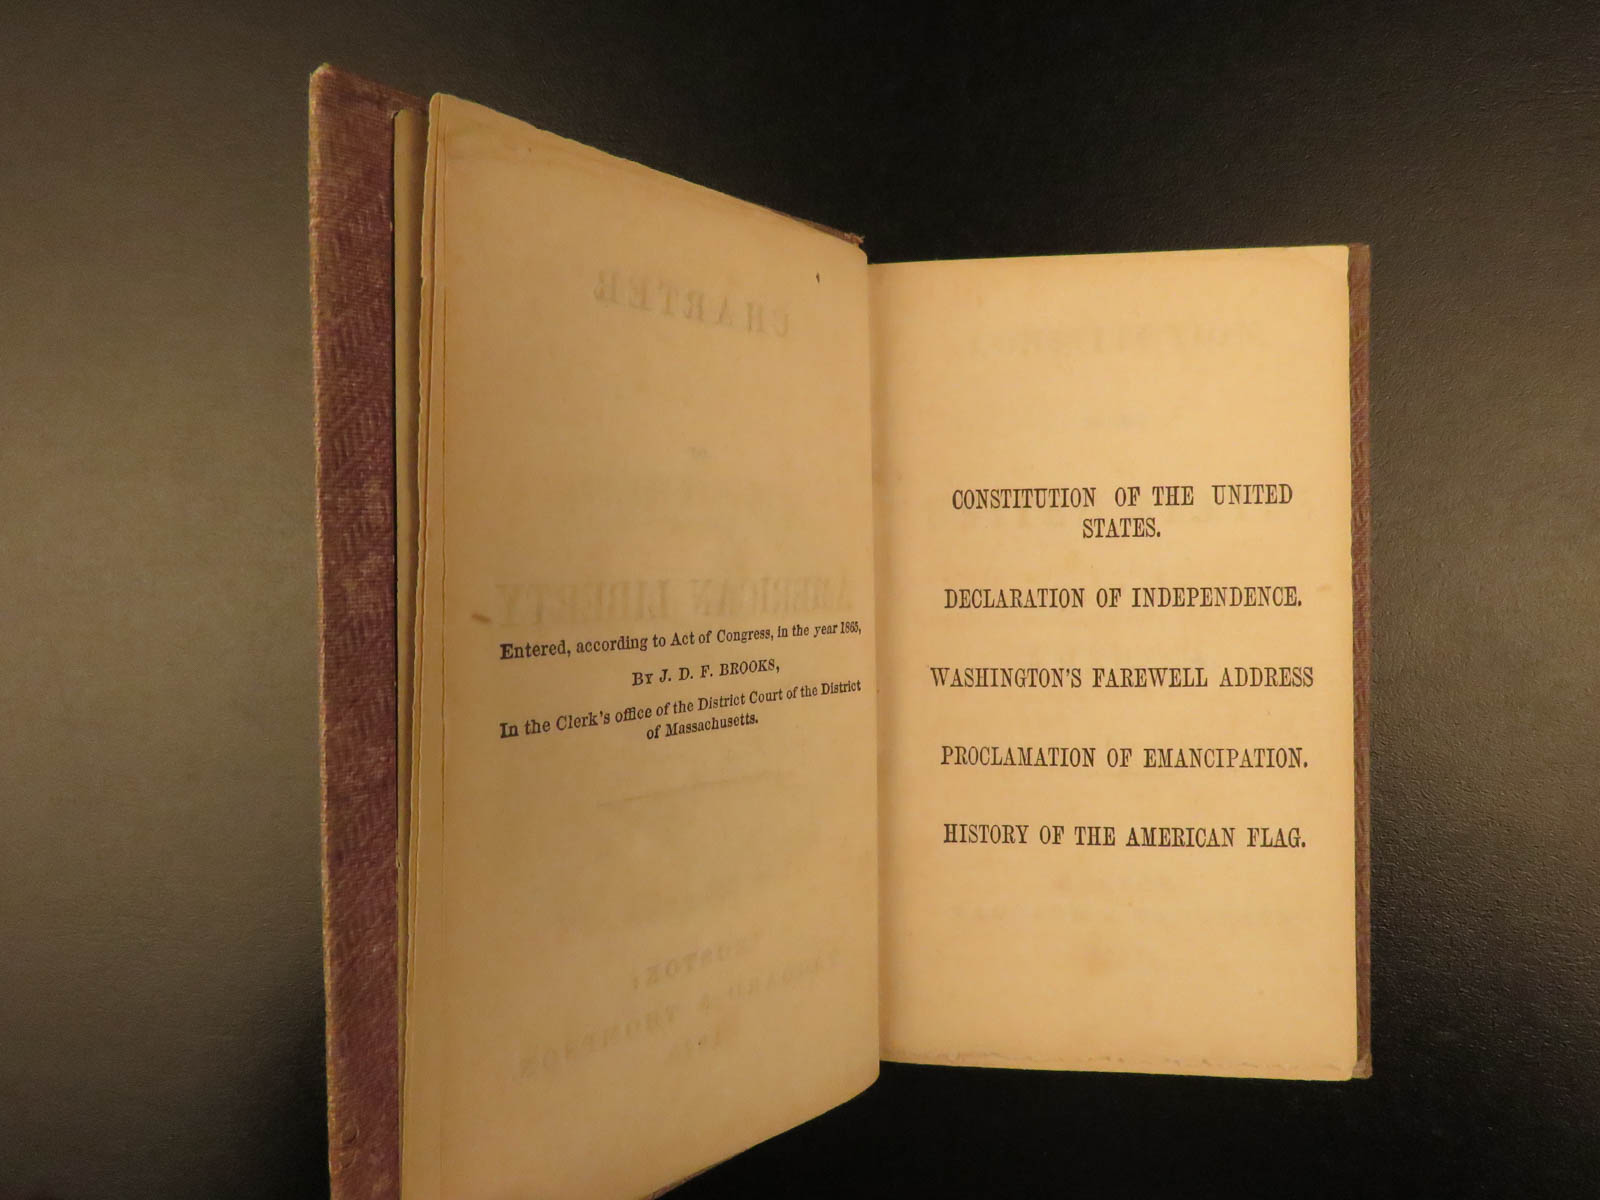 Entered, according to Act of Congress, in the year 1865,
BY J. D. F. BROOKS,
In the Clerk's office of the District Court of the District
of Massachusetts.
CONSTITUTION OF THE UNITED
STATES.
DECLARATION OF INDEPENDENCE.
WASHINGTON'S FAREWELL ADDRESS
PROCLAMATION OF EMANCIPATION.
HISTORY OF THE AMERICAN FLAG.